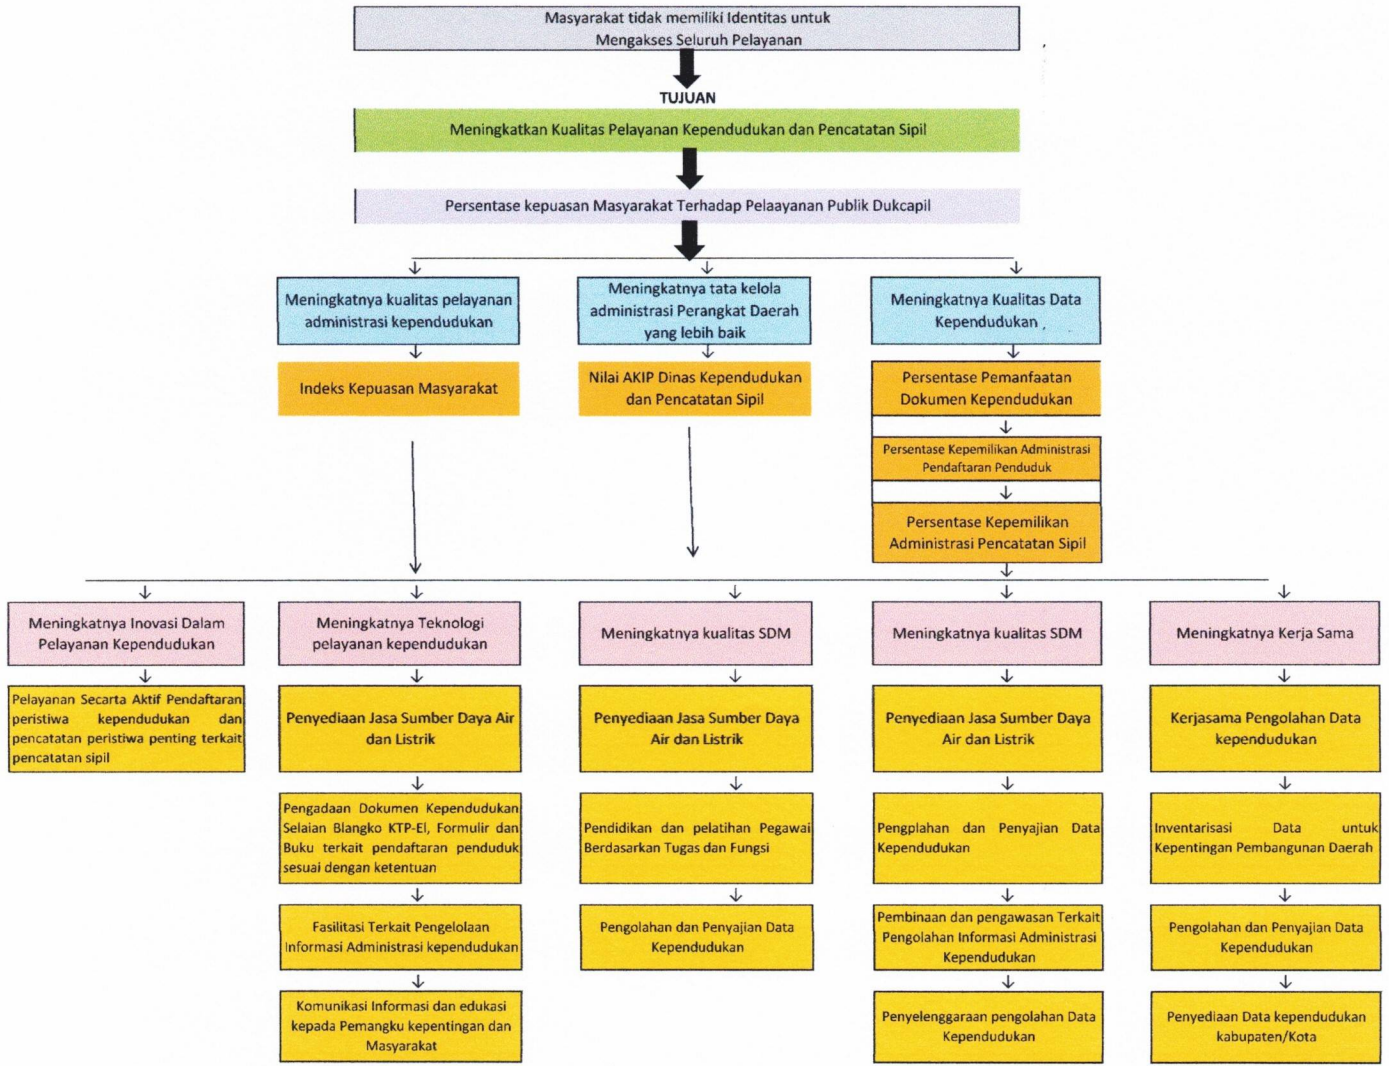 Masyarakat tidak memiliki Identitas untuk
Mengakses Seluruh Pelayanan
TUJUAN
Meningkatkan Kualitas Pelayanan Kependudukan dan Pencatatan Sipil
Persentase kepuasan Masyarakat Terhadap Pelaayanan Publik Dukcapil
Meningkatnya kualitas pelayanan
administrasi kependudukan
Meningkatnya tata kelola
administrasi Perangkat Daerah
yang lebih baik
Meningkatnya Kualitas Data
Kependudukan
Indeks Kepuasan Masyarakat
Nilai AKIP Dinas Kependudukan
dan Pencatatan Sipil
Persentase Pemanfaatan
Dokumen Kependudukan
Persentase Kepemilikan Administrasi
Pendaftaran Penduduk
Persentase Kepemilikan
Administrasi Pencatatan Sipil
Meningkatnya Inovasi Dalam
Pelayanan Kependudukan
Pelayanan Secarta Aktif Pendaftaran
peristiwa kependudukan dan
pencatatan peristiwa penting terkait
pencatatan sipil
Meningkatnya Teknologi
pelayanan kependudukan
Penyediaan Jasa Sumber Daya Air
dan Listrik
Pengadaan Dokumen Kependudukan
Selaian Blangko KTP-El, Formulir dan
Buku terkait pendaftaran penduduk
sesuai dengan ketentuan
Fasilitasi Terkait Pengelolaan
Informasi Administrasi kependudukan
Komunikasi Informasi dan edukasi
kepada Pemangku kepentingan dan
Masyarakat
Meningkatnya kualitas SDM
Penyediaan Jasa Sumber Daya
Air dan Listrik
Pendidikan dan pelatihan Pegawai
Berdasarkan Tugas dan Fungsi
Pengolahan dan Penyajian Data
Kependudukan
Meningkatnya kualitas SDM
Penyediaan Jasa Sumber Daya
Air dan Listrik
Pengplahan dan Penyajian Data
Kependudukan
Pembinaan dan pengawasan Terkait
Pengolahan Informasi Administrasi
Kependudukan
Penyelenggaraan pengolahan Data
Kependudukan
Meningkatnya Kerja Sama
Kerjasama Pengolahan Data
kependudukan
Inventarisasi Data untuk
Kepentingan Pembangunan Daerah
Pengolahan dan Penyajian Data
Kependudukan
Penyediaan Data kependudukan
kabupaten/Kota